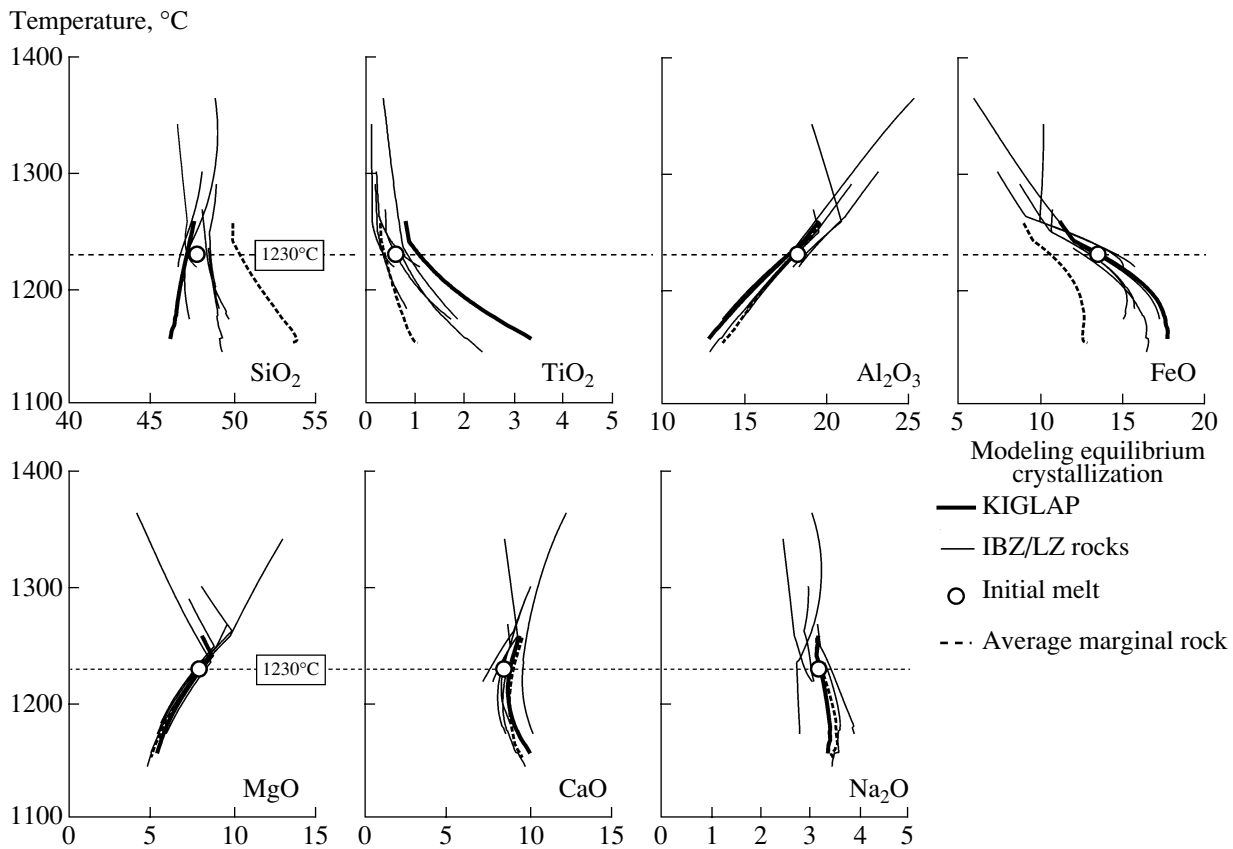 Temperature, °C
1400
1300
1200
1100
1230°C
SiO₂
TiO₂
Al₂O₃
FeO
40 45 50 55
0 1 2 3 4 5
10 15 20 25
5 10 15 20
Modeling equilibrium
crystallization
KIGLAP
IBZ/LZ rocks
Initial melt
Average marginal rock
1400
1300
1200
1100
1230°C
MgO
CaO
Na₂O
0 5 10 15
0 5 10 15
0 1 2 3 4 5